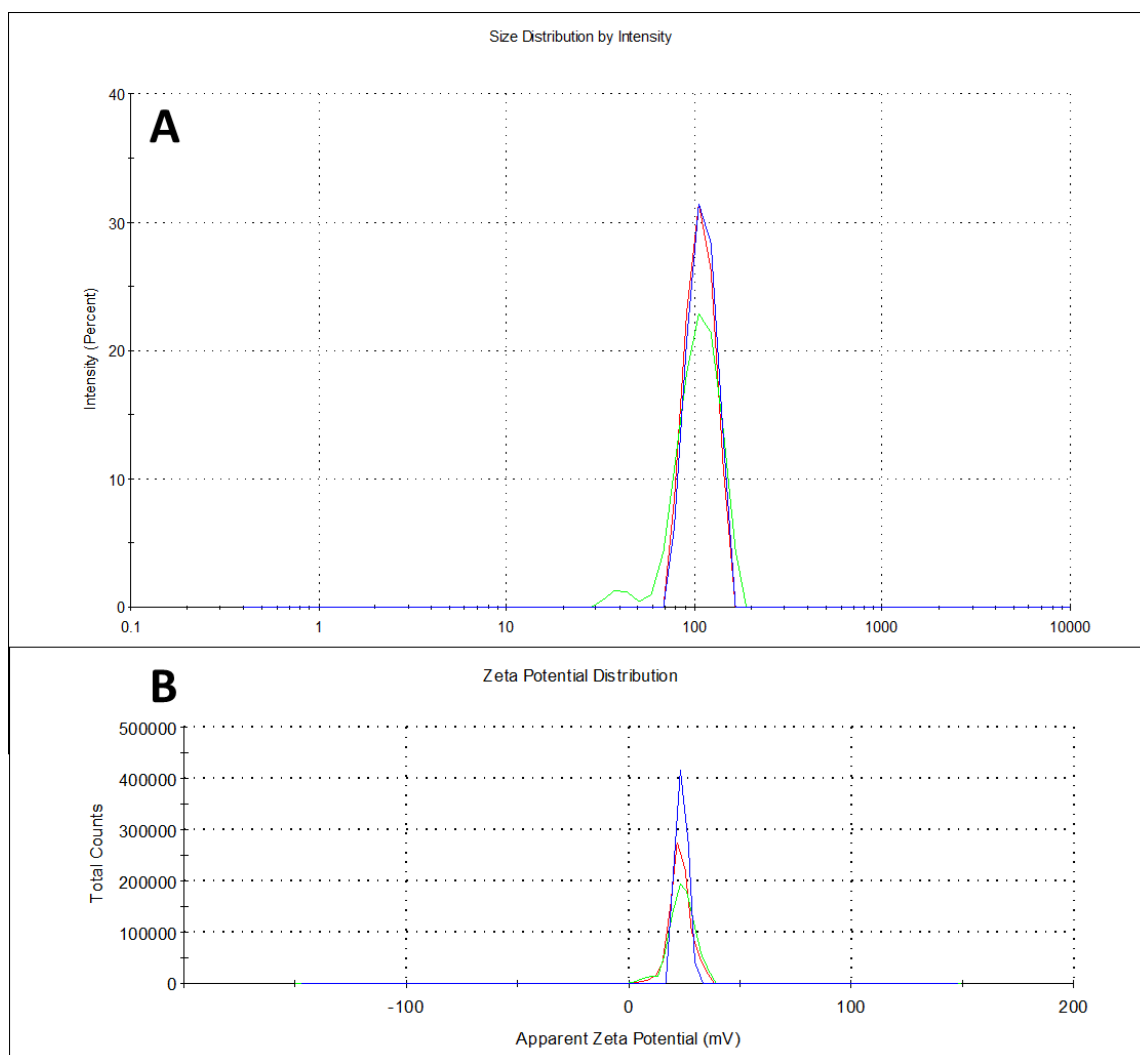 Size Distribution by Intensity
A
Intensity (Percent)
40
30
20
10
0
0.1 1 10 100 1000 10000
B
Zeta Potential Distribution
Total Counts
500000
400000
300000
200000
100000
0
-100 0 100 200
Apparent Zeta Potential (mV)